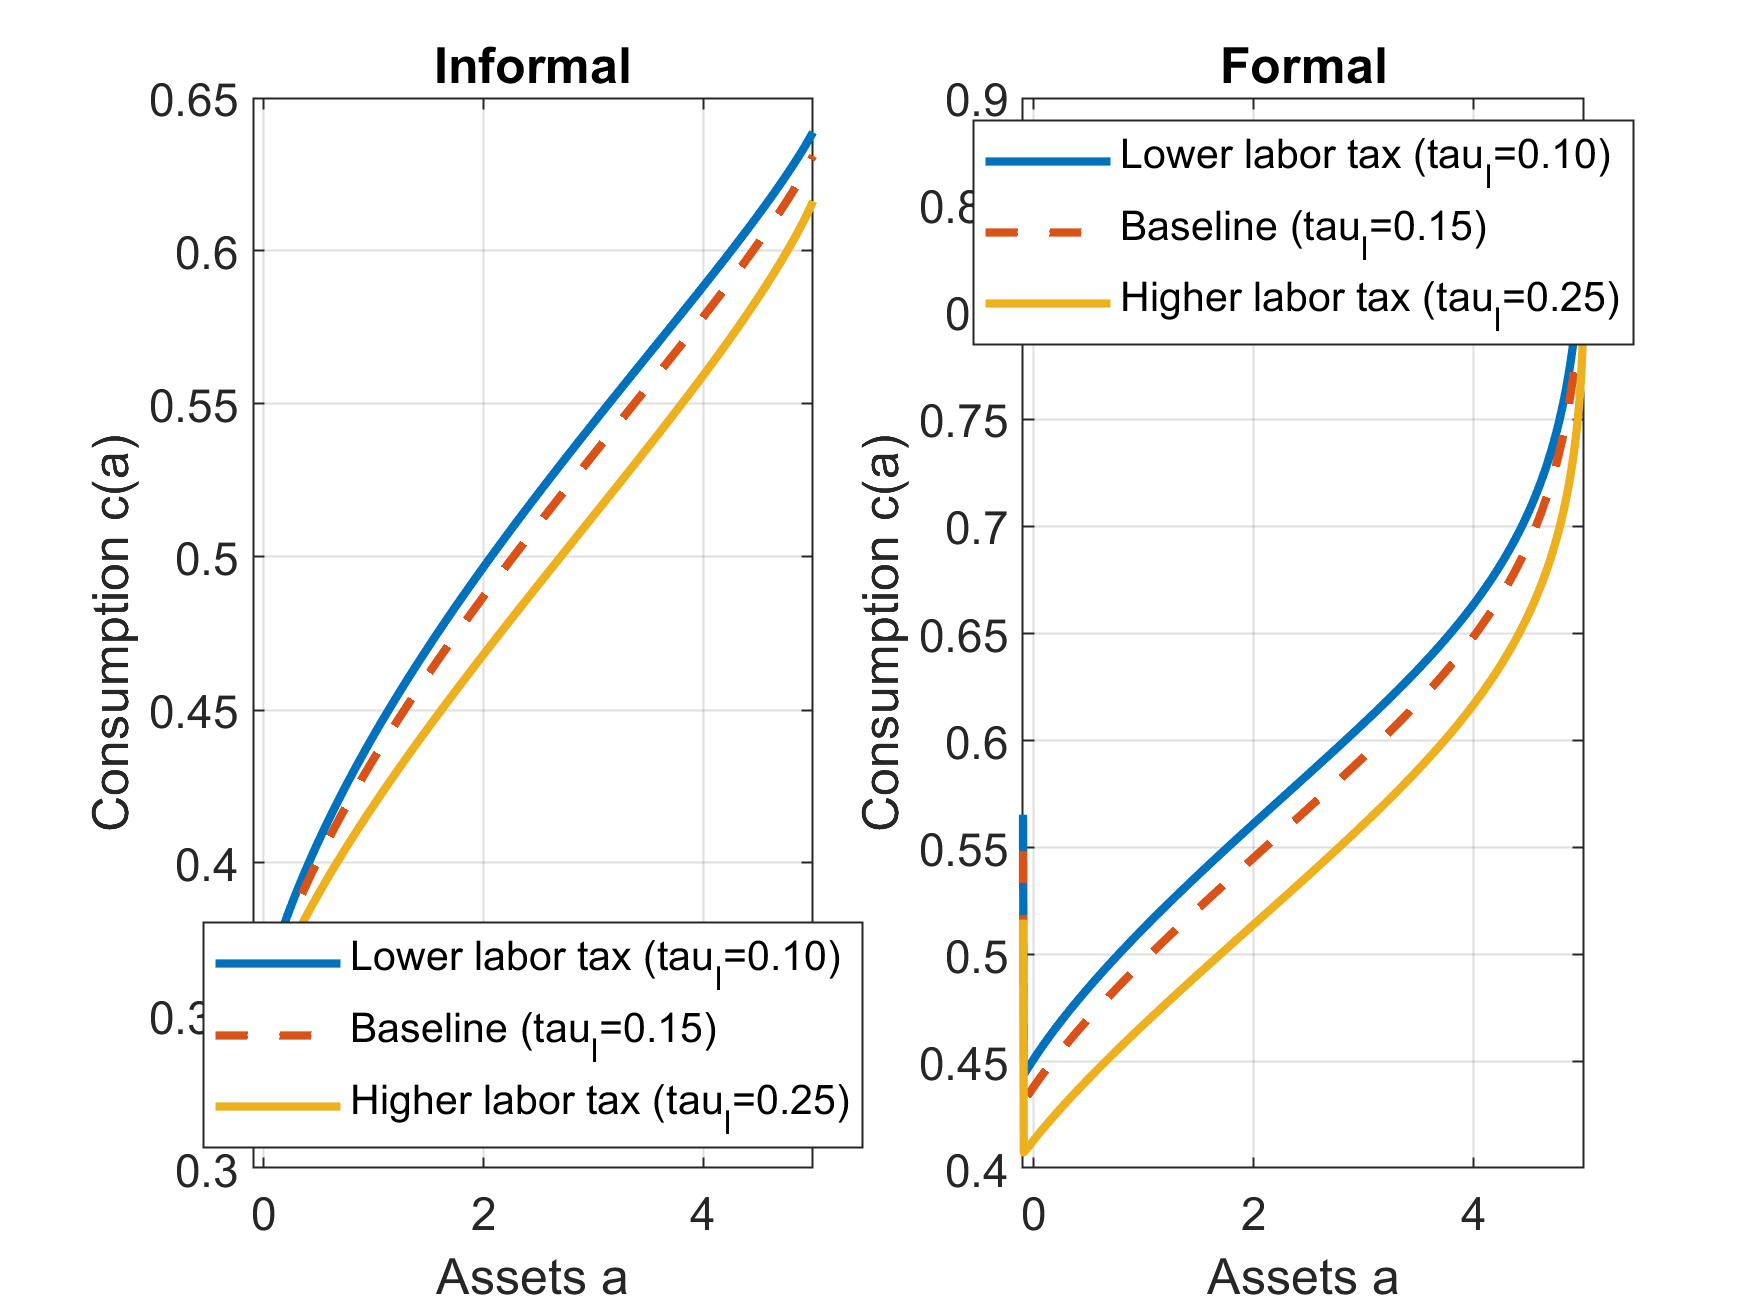 Informal
0.65
0.6
0.55
0.5
0.45
0.4
0.3
0.3
Consumption c(a)
0
2
4
Assets a
Lower labor tax (tau_l=0.10)
Baseline (tau_l=0.15)
Higher labor tax (tau_l=0.25)
Formal
0.9
0.8
0
0.75
0.7
0.65
0.6
0.55
0.5
0.45
0.4
Consumption c(a)
0
2
4
Assets a
Lower labor tax (tau_l=0.10)
Baseline (tau_l=0.15)
Higher labor tax (tau_l=0.25)